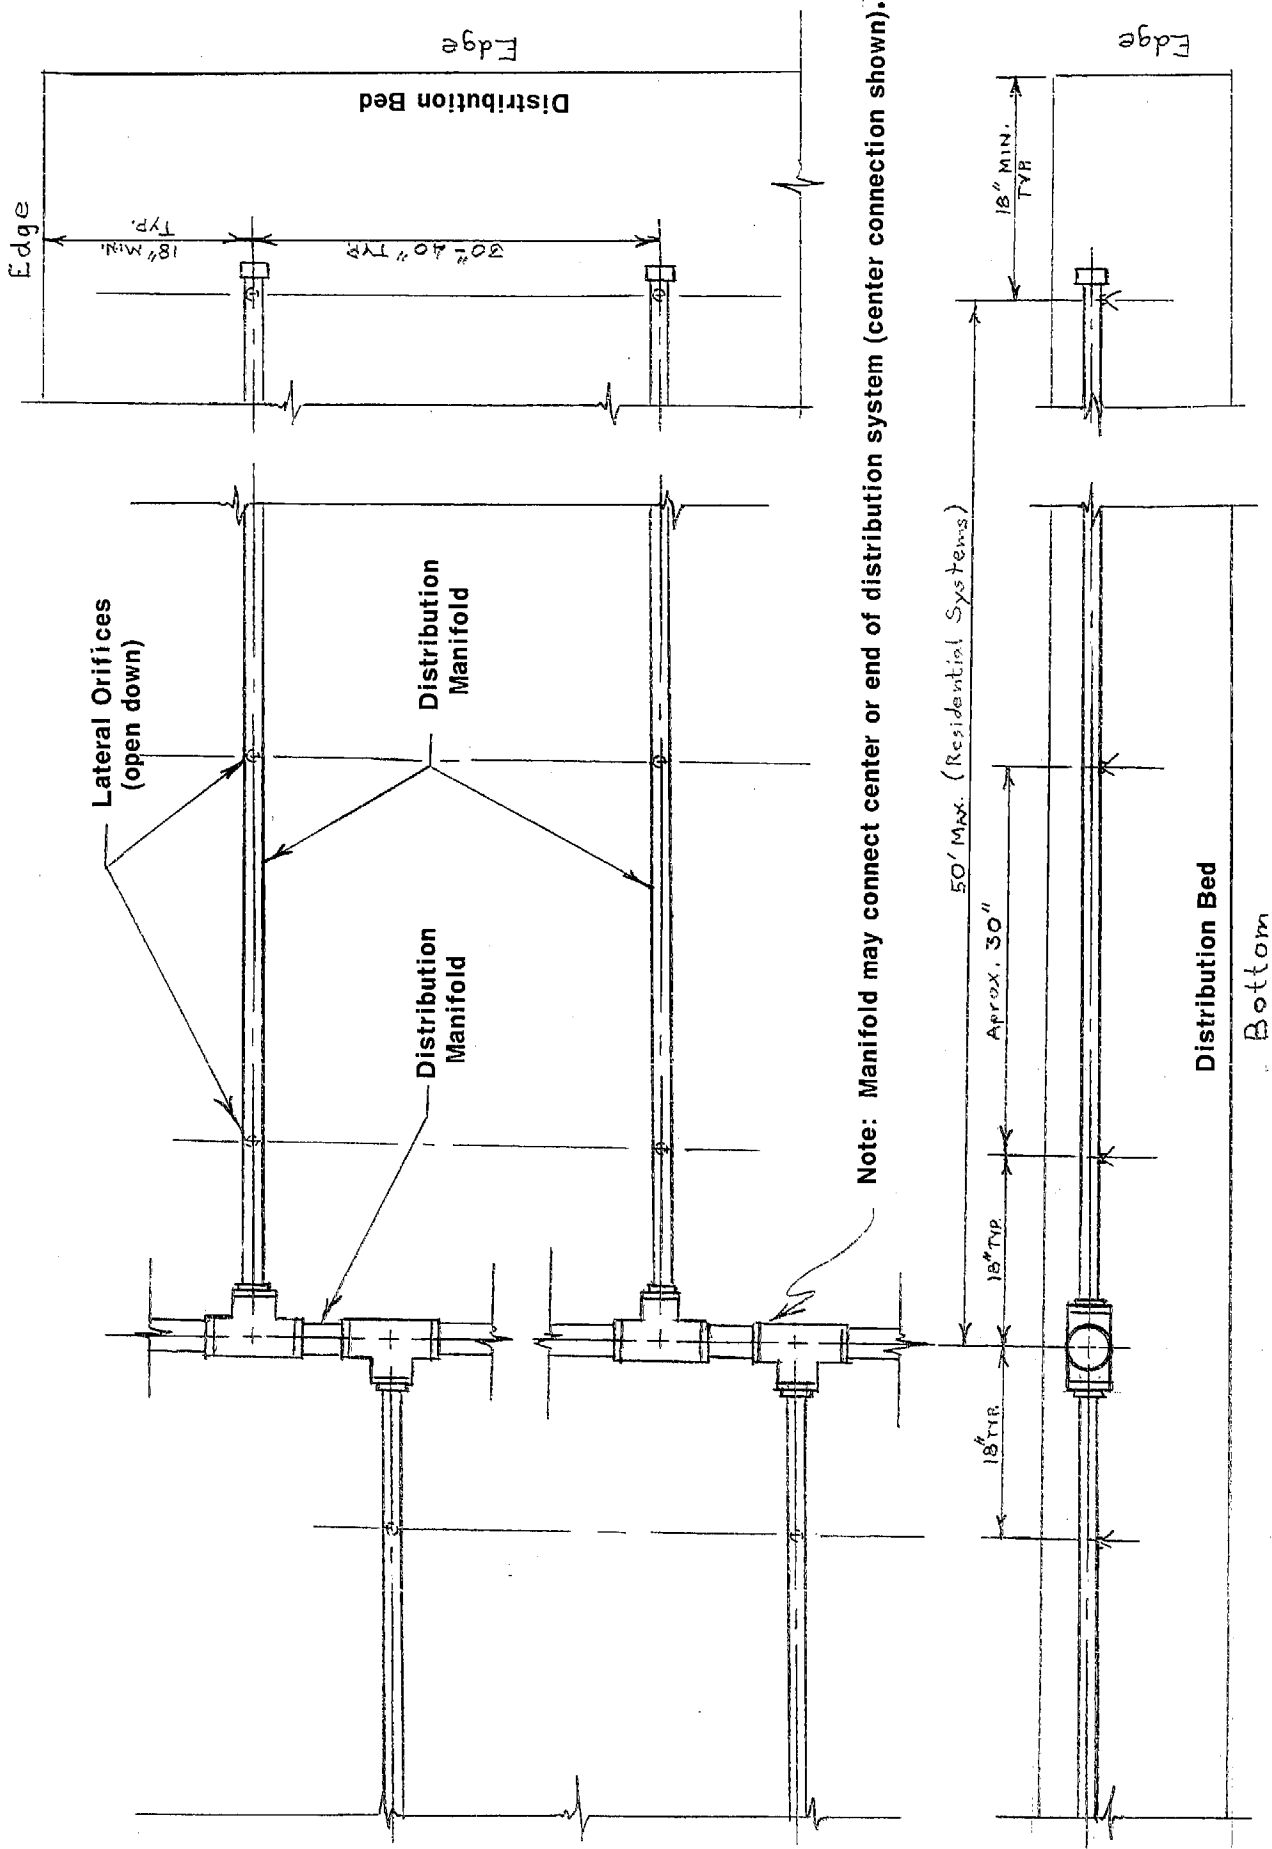 Edge
Edge
Distribution Bed
18" MIN.
TYP.
30"-40" TYP.
Lateral Orifices
(open down)
Distribution
Manifold
Distribution
Manifold
Note: Manifold may connect center or end of distribution system (center connection shown).
Edge
18" MIN.
TYP.
50' MAX. (Residential Systems)
Aprox. 30"
18" TYP.
18" TYP.
Distribution Bed
Bottom